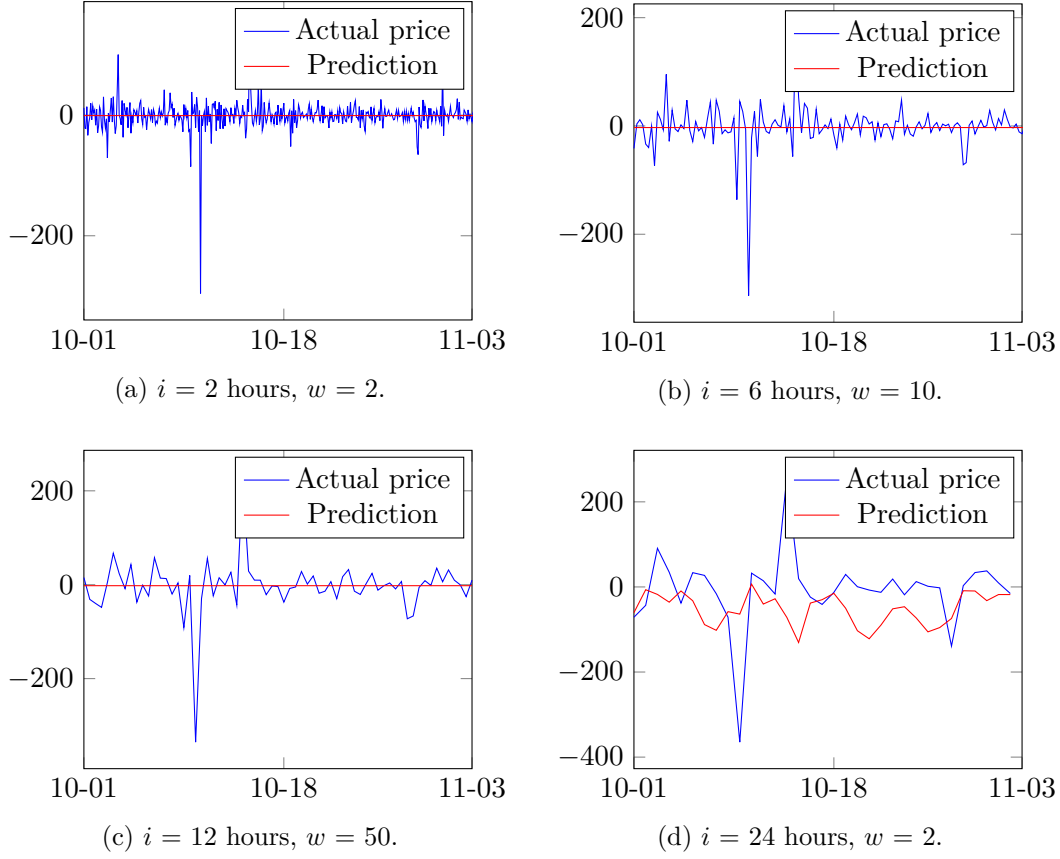 Actual price
Prediction
0
−200
10-01
10-18
11-03
(a) i = 2 hours, w = 2.
Actual price
Prediction
200
0
−200
10-01
10-18
11-03
(b) i = 6 hours, w = 10.
Actual price
Prediction
200
0
−200
10-01
10-18
11-03
(c) i = 12 hours, w = 50.
Actual price
Prediction
200
0
−200
−400
10-01
10-18
11-03
(d) i = 24 hours, w = 2.